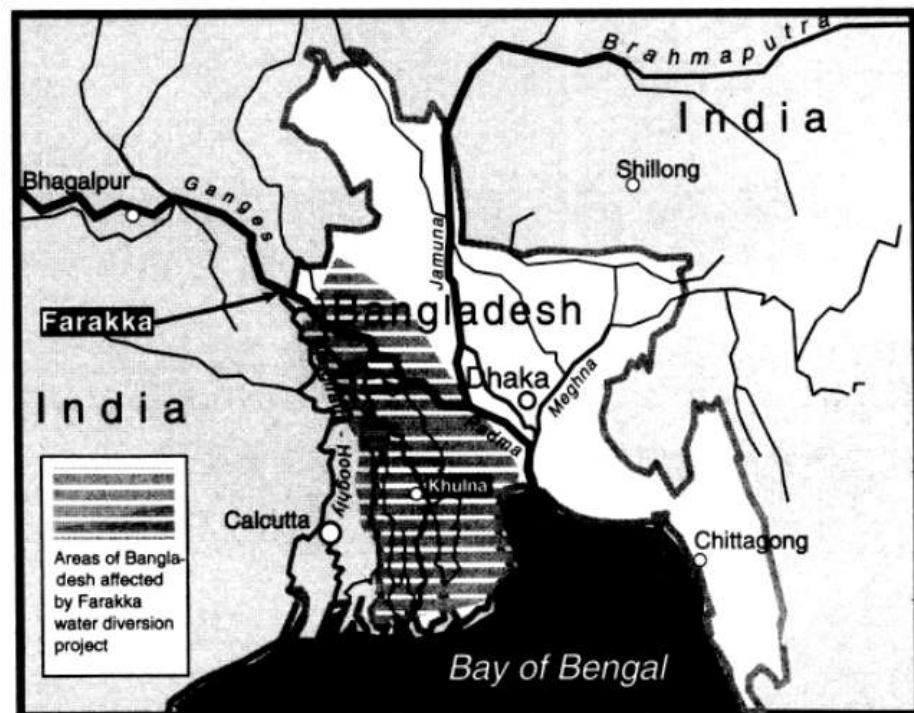 Brahmaputra
India
Shillong
Bhagalpur
Ganges
Jamuna
Farakka
Bangladesh
Dhaka
Meghna
India
Padma
Bhagirathi - Hooghly
Khulna
Calcutta
Chittagong
Areas of Bangla-
desh affected
by Farakka
water diversion
project
Bay of Bengal